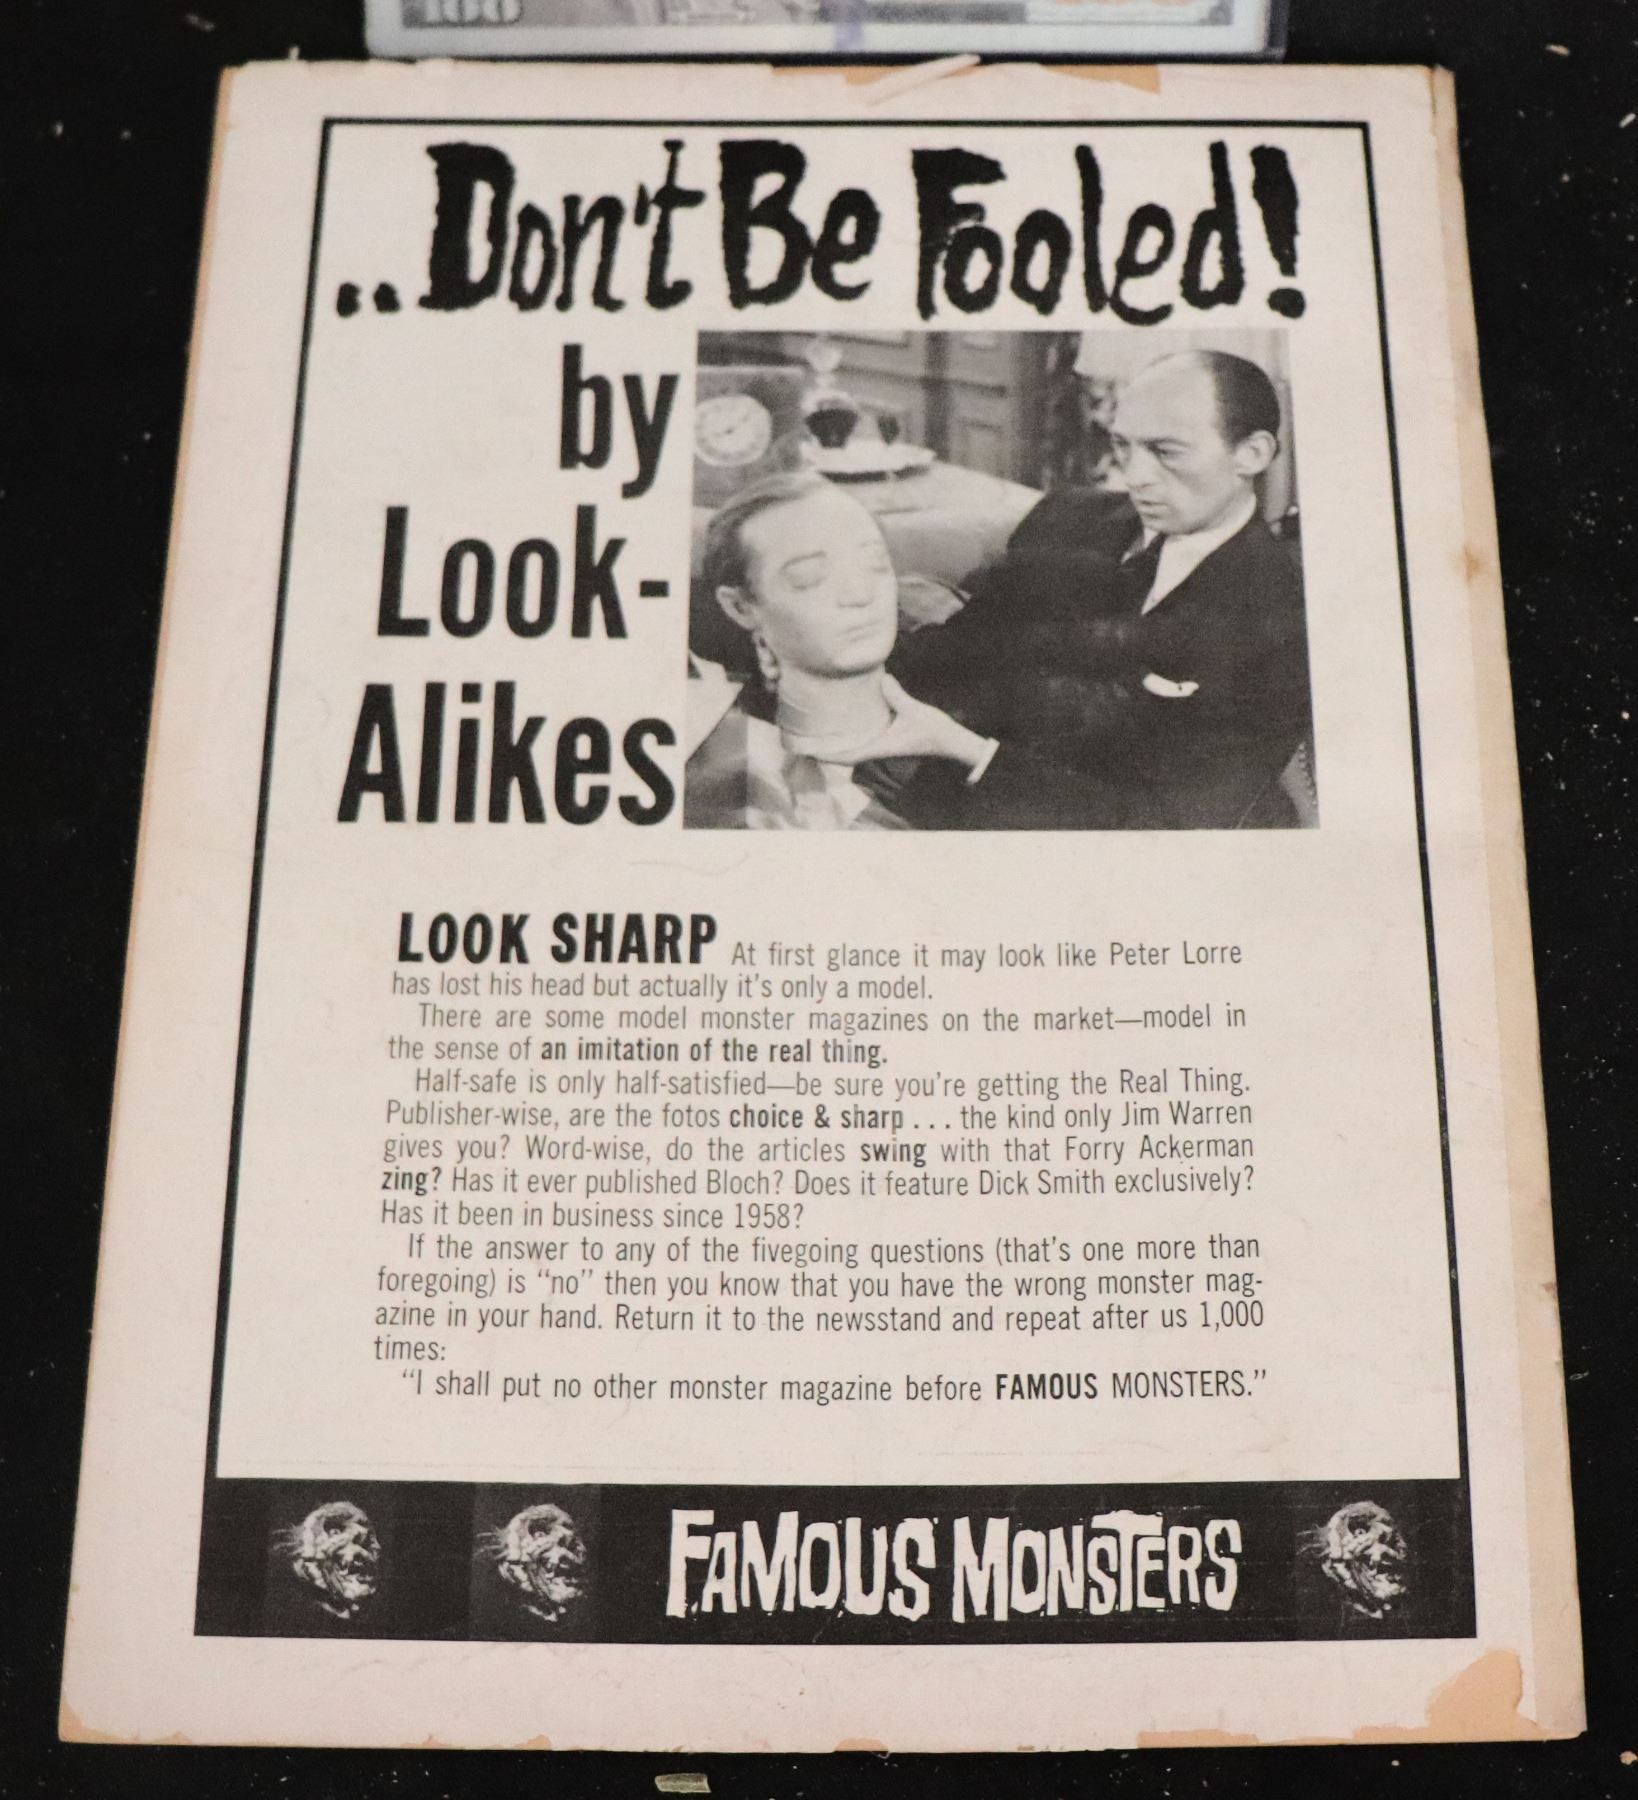 100
..Don't Be Fooled!
by
Look-
Alikes
LOOK SHARP At first glance it may look like Peter Lorre
has lost his head but actually it's only a model.
There are some model monster magazines on the market—model in
the sense of an imitation of the real thing.
Half-safe is only half-satisfied—be sure you're getting the Real Thing.
Publisher-wise, are the fotos choice & sharp . . . the kind only Jim Warren
gives you? Word-wise, do the articles swing with that Forry Ackerman
zing? Has it ever published Bloch? Does it feature Dick Smith exclusively?
Has it been in business since 1958?
If the answer to any of the fivegoing questions (that's one more than
foregoing) is “no” then you know that you have the wrong monster mag-
azine in your hand. Return it to the newsstand and repeat after us 1,000
times:
“I shall put no other monster magazine before FAMOUS MONSTERS.”
FAMOUS MONSTERS